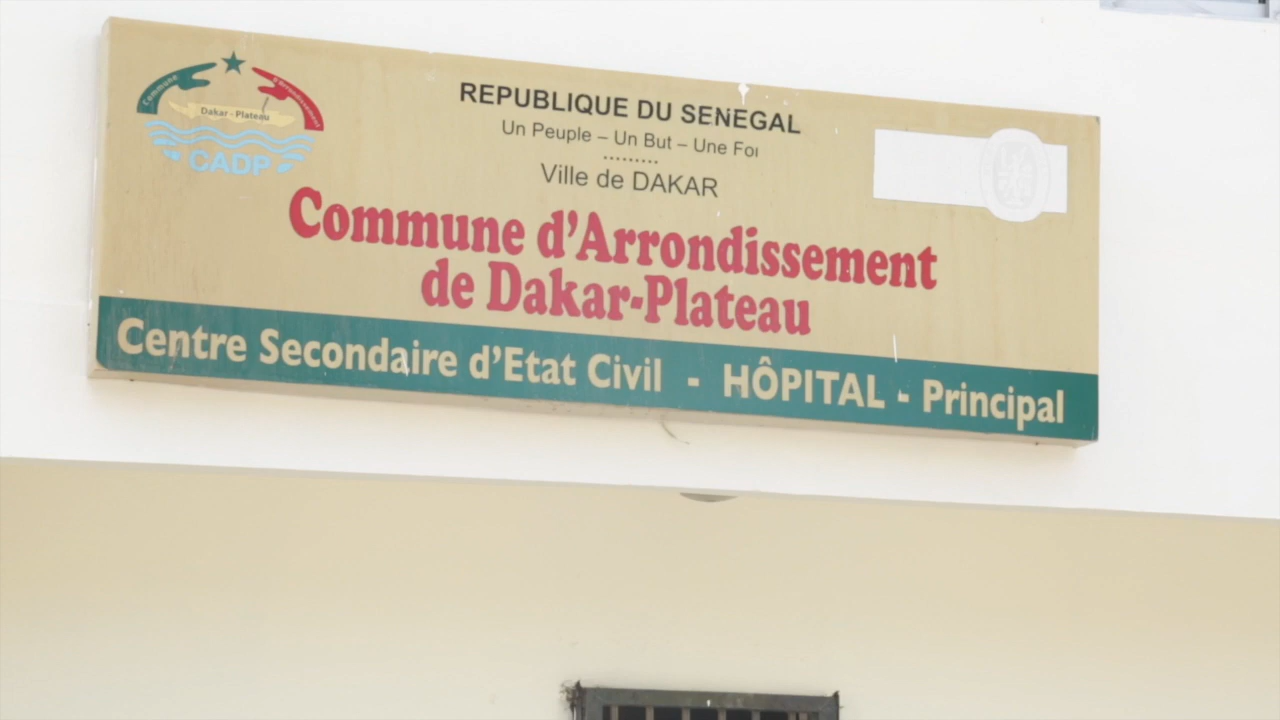 Commune d'Arrondissement
Dakar - Plateau
CADP
REPUBLIQUE DU SENEGAL
Un Peuple – Un But – Une Foi
.........
Ville de DAKAR
Commune d'Arrondissement
de Dakar-Plateau
Centre Secondaire d'Etat Civil - HÔPITAL - Principal